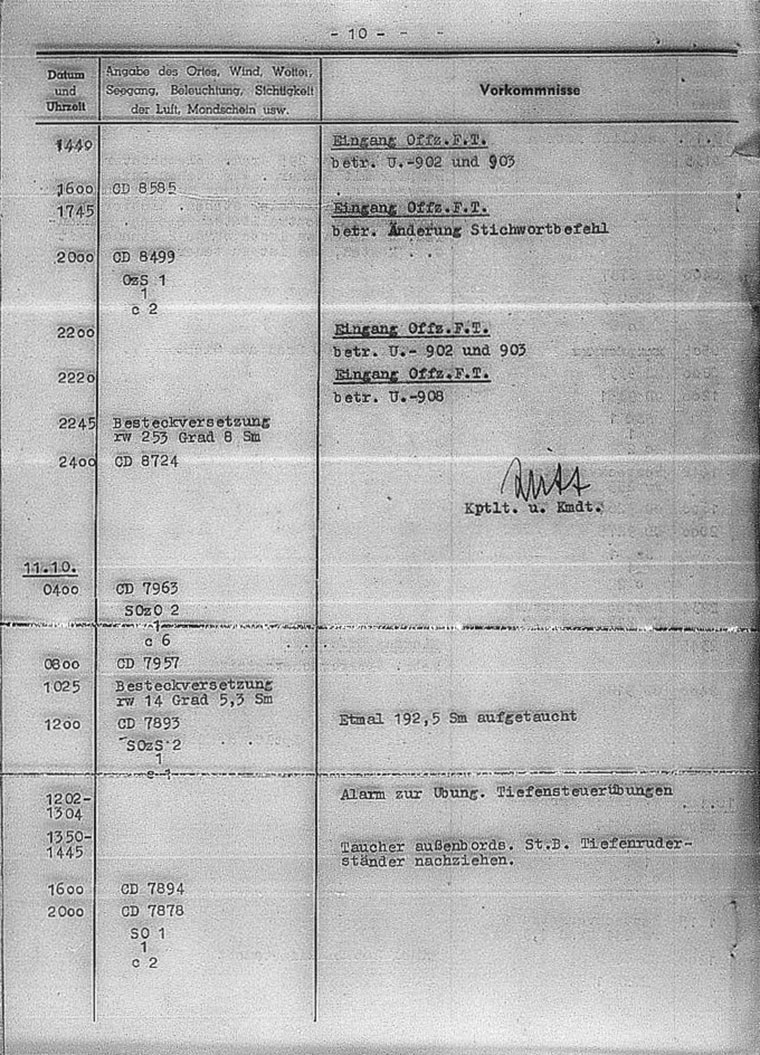 - 10 -
Datum und Uhrzeit
Angabe des Ortes, Wind, Wetter, Seegang, Beleuchtung, Sichtigkeit der Luft, Mondschein usw.
Vorkommnisse
1440 Eingang Offz.F.T.
betr. U.-902 und 903
1600 CD 8585
1745 Eingang Offz.F.T.
betr. Änderung Stichwortbefehl
2000 CD 8499
OzS 1
1
c 2
2200 Eingang Offz.F.T.
betr. U.- 902 und 903
2220 Eingang Offz.F.T.
betr. U.-908
2245 Besteckversetzung
rw 253 Grad 8 Sm
2400 CD 8724
Kptlt. u. Kmdt.
11.10.
0400 CD 7963
SOzO 2
1
c 6
0800 CD 7957
1025 Besteckversetzung
rw 14 Grad 5,3 Sm
1200 CD 7893 Etmal 192,5 Sm aufgetaucht
SOzS 2
1
c 1
1202- Alarm zur Übung. Tiefensteuerübungen
1304
1350- Taucher außenbords. St.B. Tiefenruder-
1445 ständer nachziehen.
1600 CD 7894
2000 CD 7878
SO 1
1
c 2